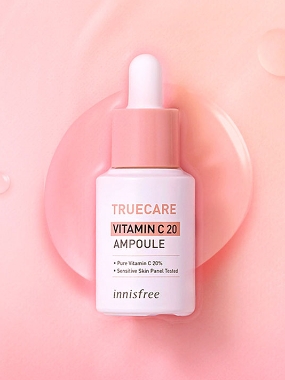 TRUECARE
VITAMIN C 20
AMPOULE
• Pure Vitamin C 20%
• Sensitive Skin Panel Tested
innisfree